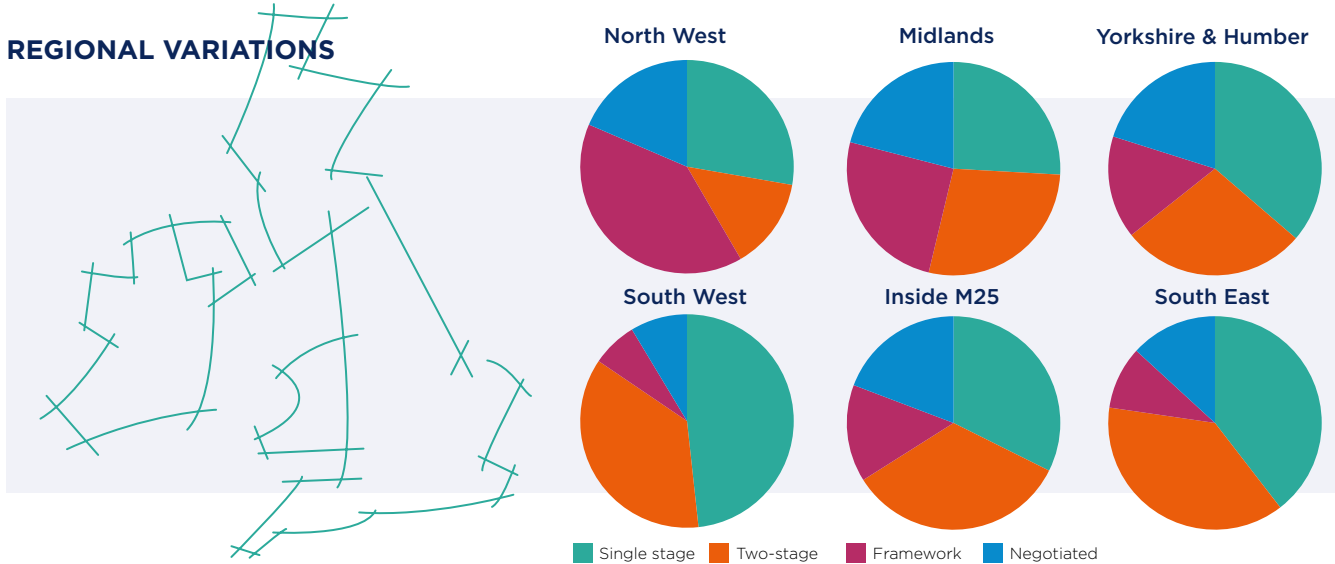 REGIONAL VARIATIONS
North West
Midlands
Yorkshire & Humber
South West
Inside M25
South East
Single stage
Two-stage
Framework
Negotiated